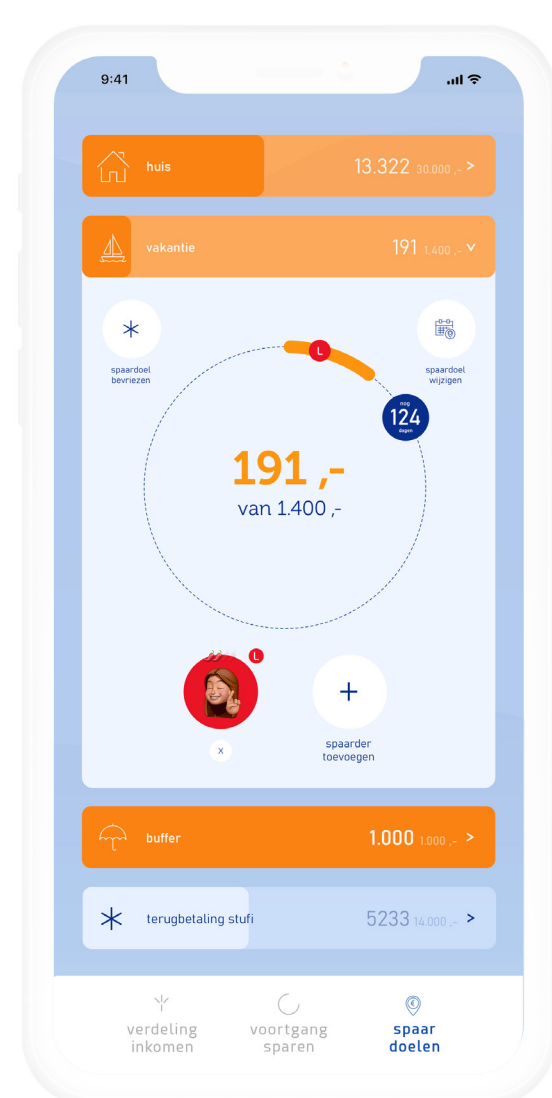 9:41
huis 13.322 30.000 ,- >
vakantie 191 1.400 ,- v
spaardoel
bevriezen
spaardoel
wijzigen
L
nog
124
dagen
191 ,-
van 1.400 ,-
L
x
+
spaarder
toevoegen
buffer 1.000 1.000 ,- >
terugbetaling stufi 5233 14.000 ,- >
verdeling
inkomen
voortgang
sparen
€
spaar
doelen